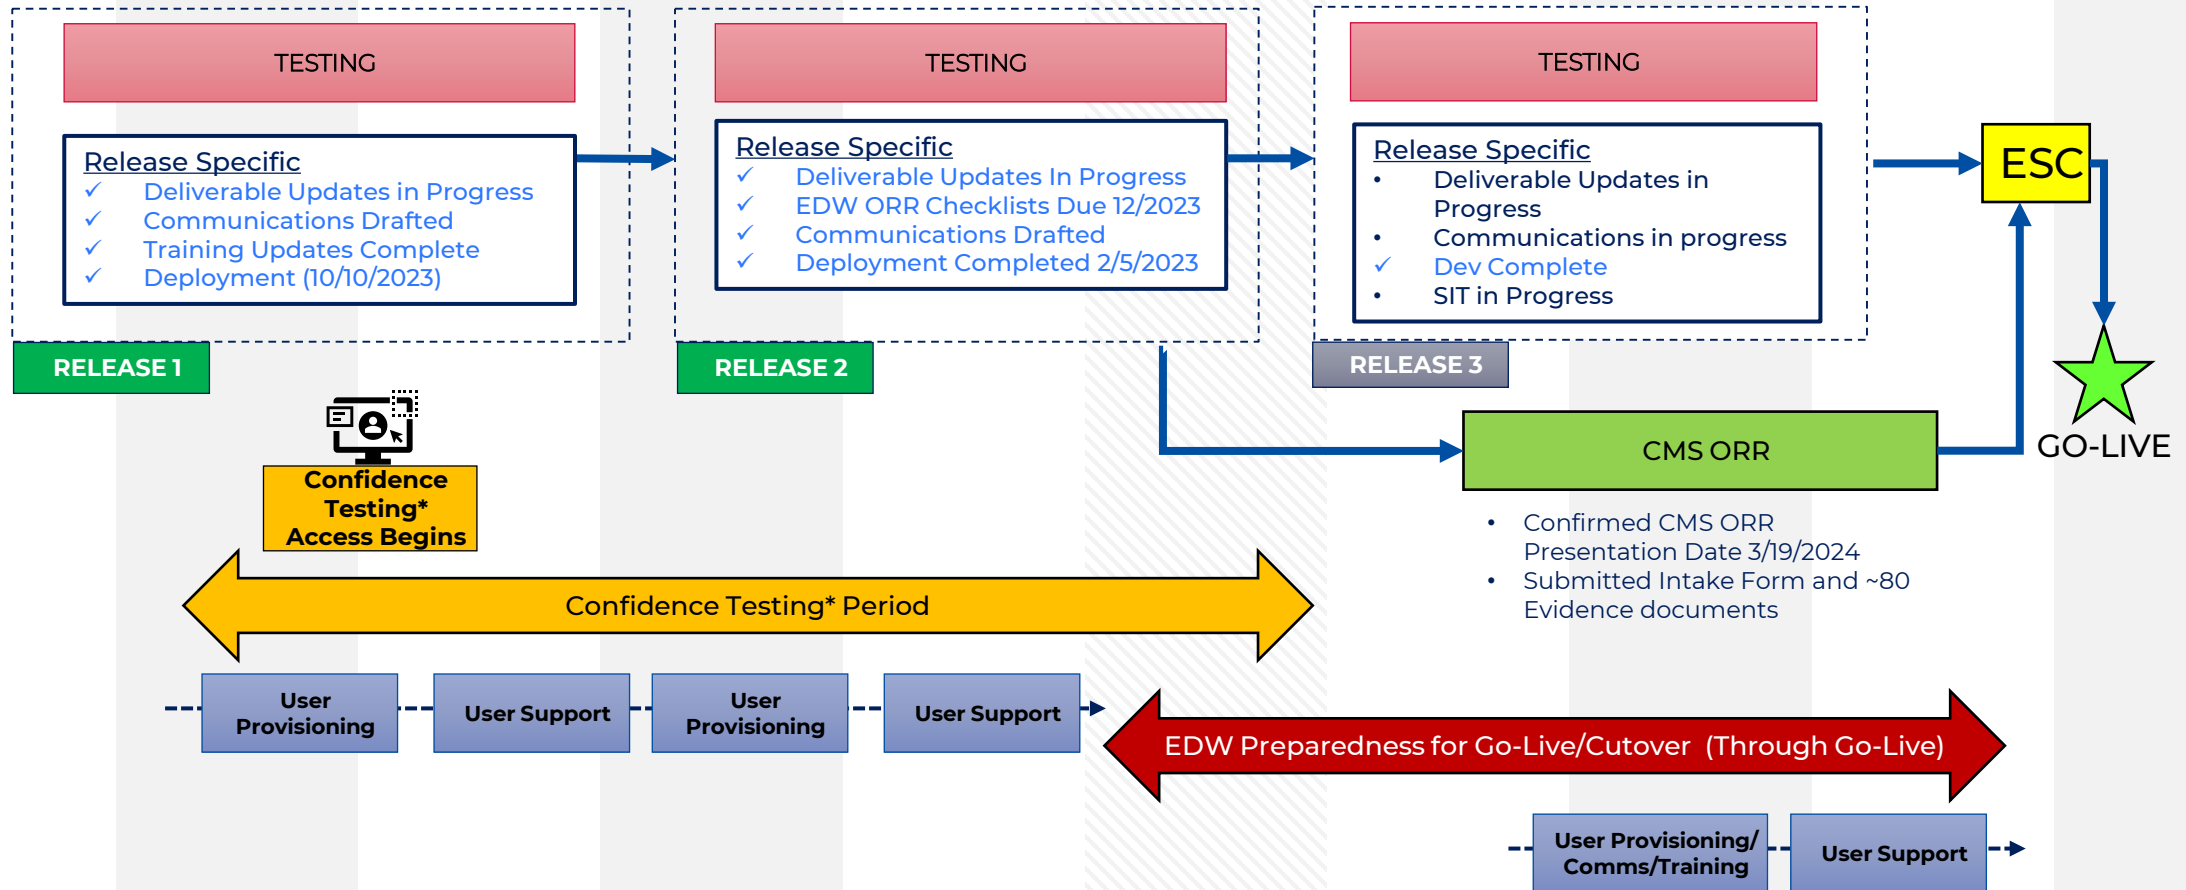 TESTING
Release Specific
✓ Deliverable Updates in Progress
✓ Communications Drafted
✓ Training Updates Complete
✓ Deployment (10/10/2023)
RELEASE 1
TESTING
Release Specific
✓ Deliverable Updates In Progress
✓ EDW ORR Checklists Due 12/2023
✓ Communications Drafted
✓ Deployment Completed 2/5/2023
RELEASE 2
TESTING
Release Specific
• Deliverable Updates in
Progress
• Communications in progress
✓ Dev Complete
• SIT in Progress
RELEASE 3
ESC
GO-LIVE
CMS ORR
• Confirmed CMS ORR
Presentation Date 3/19/2024
• Submitted Intake Form and ~80
Evidence documents
Confidence
Testing*
Access Begins
Confidence Testing* Period
User
Provisioning
User Support
User
Provisioning
User Support
EDW Preparedness for Go-Live/Cutover (Through Go-Live)
User Provisioning/
Comms/Training
User Support